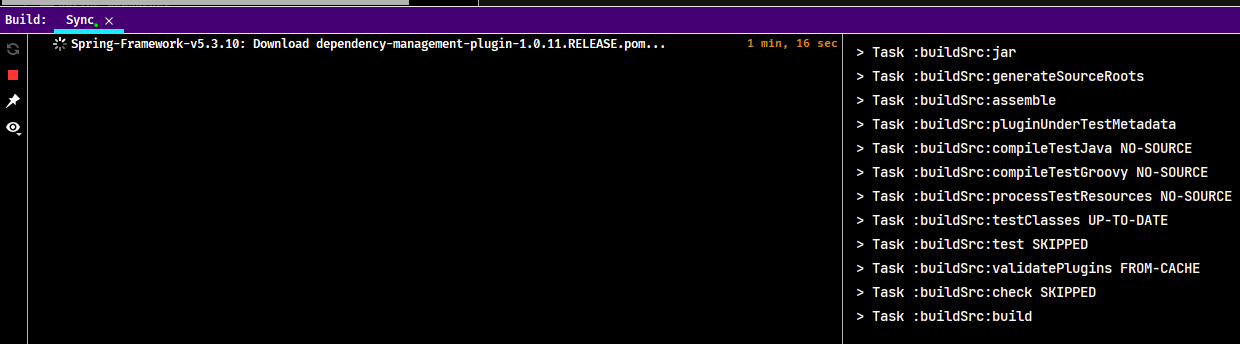 Build: Sync
Spring-Framework-v5.3.10: Download dependency-management-plugin-1.0.11.RELEASE.pom... 1 min, 16 sec
> Task :buildSrc:jar
> Task :buildSrc:generateSourceRoots
> Task :buildSrc:assemble
> Task :buildSrc:pluginUnderTestMetadata
> Task :buildSrc:compileTestJava NO-SOURCE
> Task :buildSrc:compileTestGroovy NO-SOURCE
> Task :buildSrc:processTestResources NO-SOURCE
> Task :buildSrc:testClasses UP-TO-DATE
> Task :buildSrc:test SKIPPED
> Task :buildSrc:validatePlugins FROM-CACHE
> Task :buildSrc:check SKIPPED
> Task :buildSrc:build